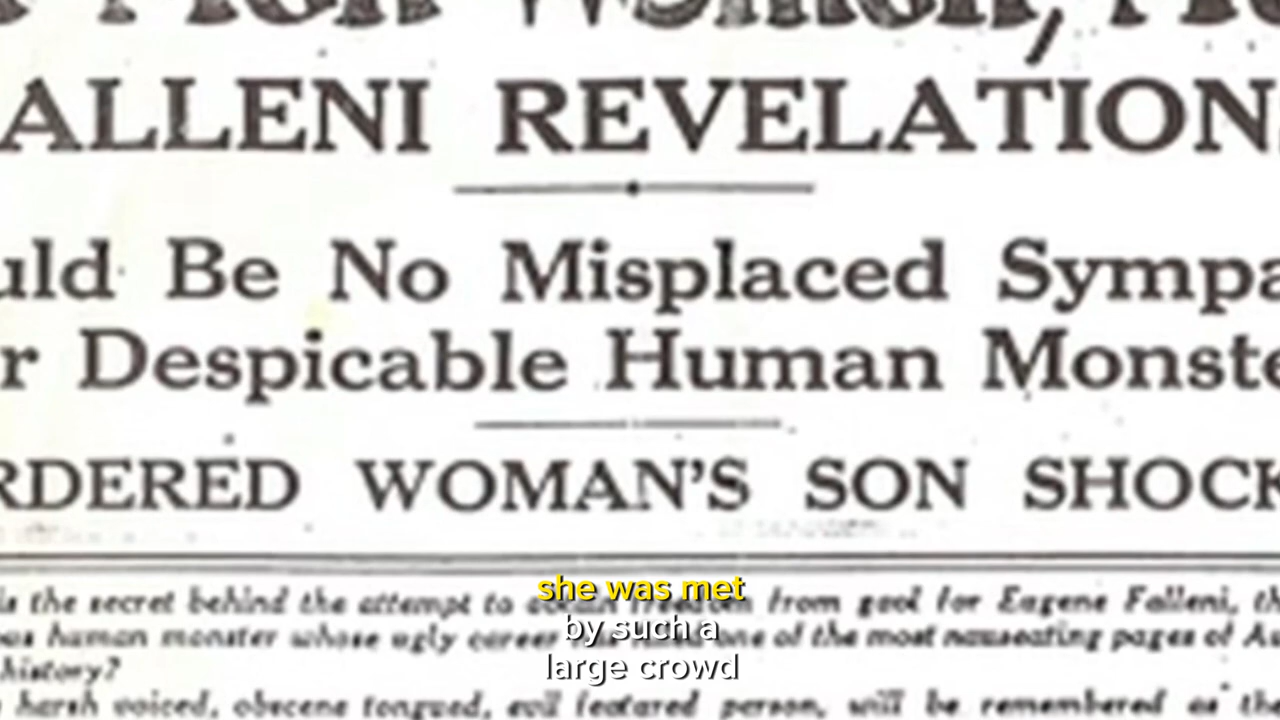 ALLENI REVELATION
uld Be No Misplaced Sympa
r Despicable Human Monste
RDERED WOMAN'S SON SHOCK
is the secret behind the attempt to obtain freedom from gaol for Eugene Falleni, th
human monster whose ugly career one of the most nauseating pages of Au
history?
harsh voiced, obscene tongued, evil featured person, will be remembered as the
she was met
by such a
large crowd